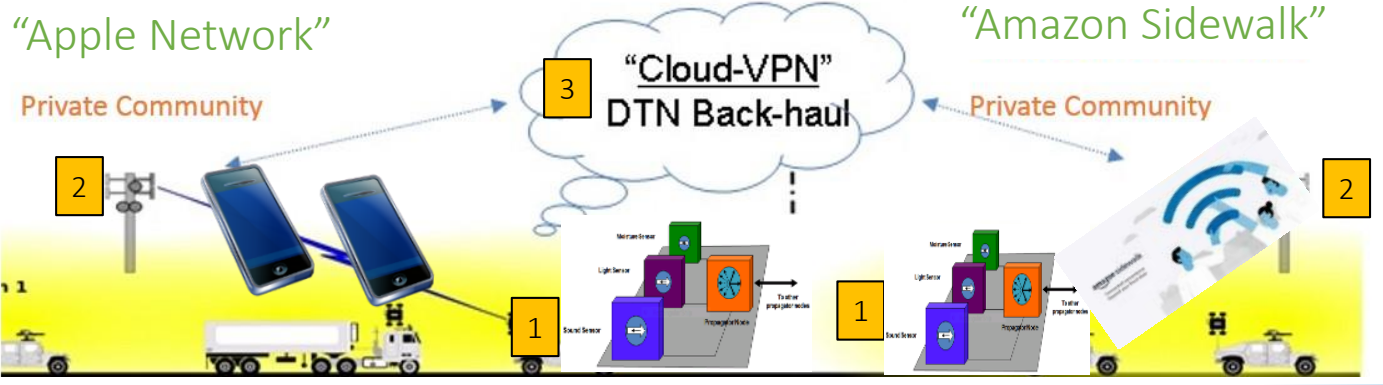 “Apple Network”
“Amazon Sidewalk”
“Cloud-VPN”
3
DTN Back-haul
Private Community
Private Community
2
2
Moisture Sensor
Light Sensor
Sound Sensor
Propagator Node
To other
propagator nodes
Moisture Sensor
Light Sensor
Sound Sensor
Propagator Node
To other
propagator nodes
amazon sidewalk
n 1
1
1